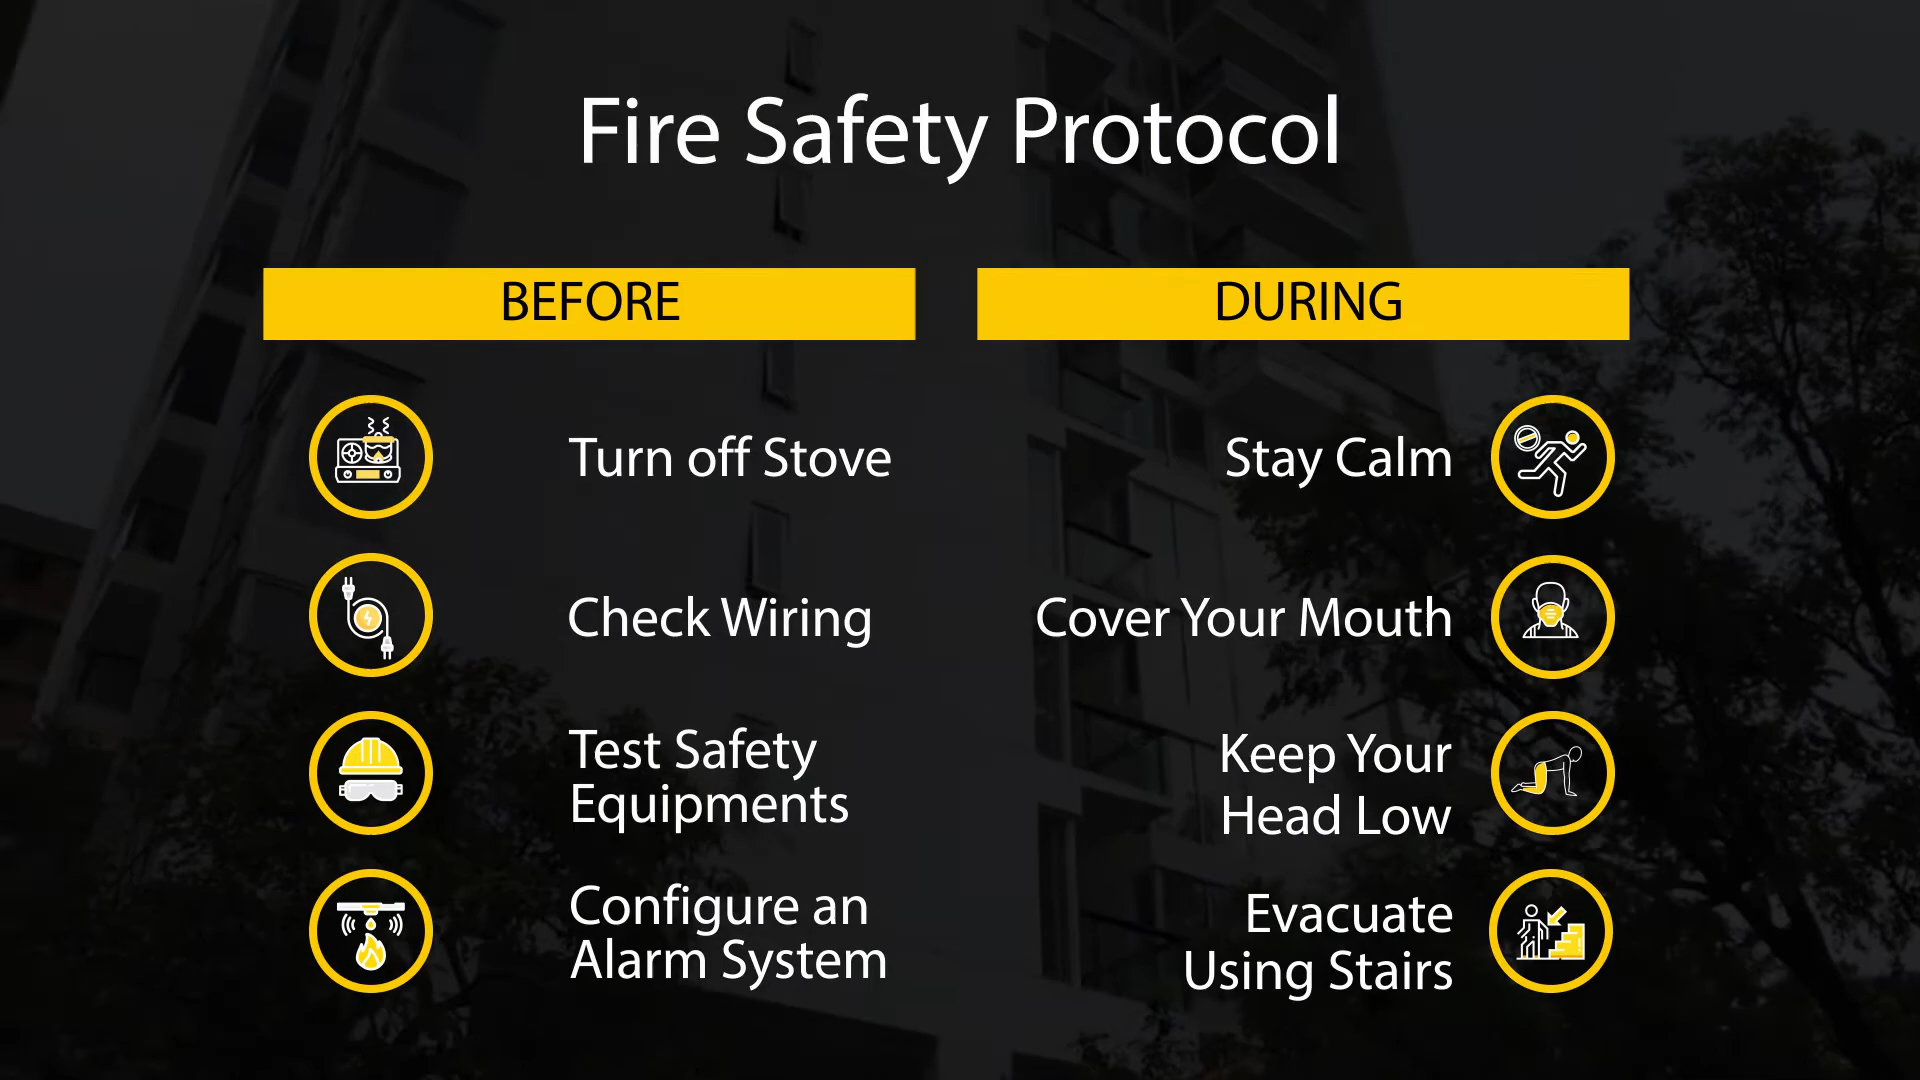 Fire Safety Protocol
BEFORE
Turn off Stove
Check Wiring
Test Safety
Equipments
Configure an
Alarm System
DURING
Stay Calm
Cover Your Mouth
Keep Your
Head Low
Evacuate
Using Stairs